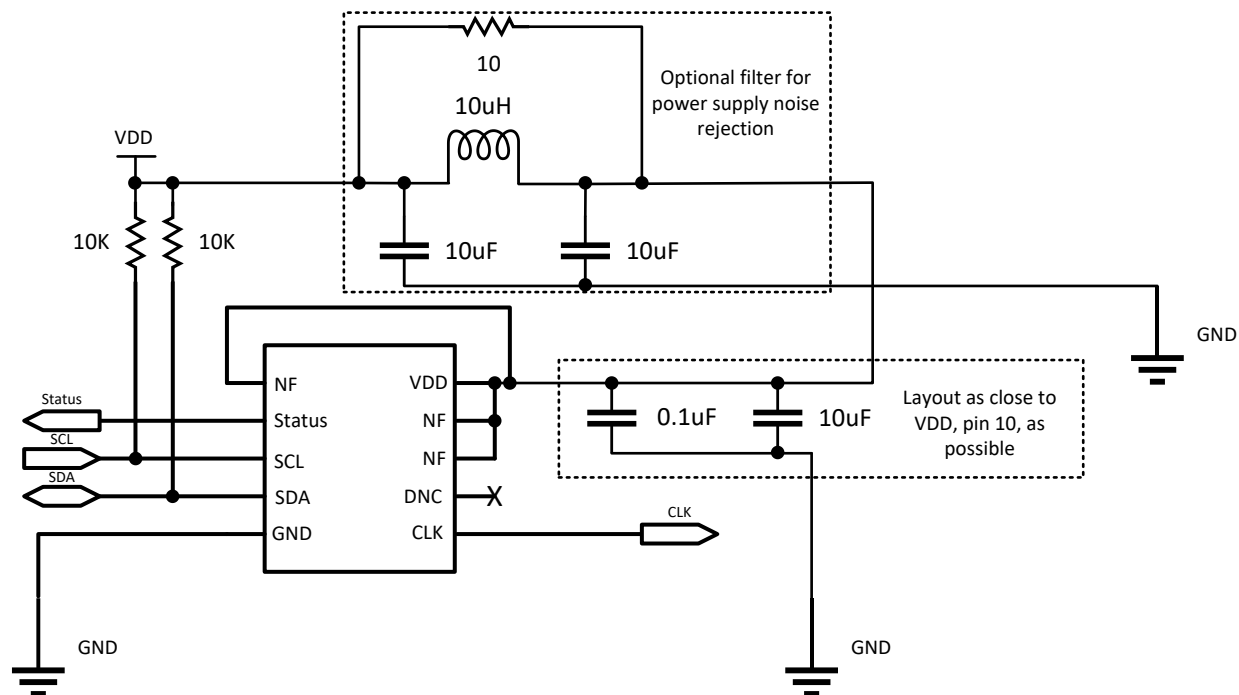 10
10uH
Optional filter for
power supply noise
rejection
VDD
10K
10K
10uF
10uF
GND
NF
VDD
Status
Status
NF
0.1uF
10uF
Layout as close to
VDD, pin 10, as
possible
SCL
SCL
NF
SDA
SDA
DNC
X
GND
CLK
CLK
GND
GND